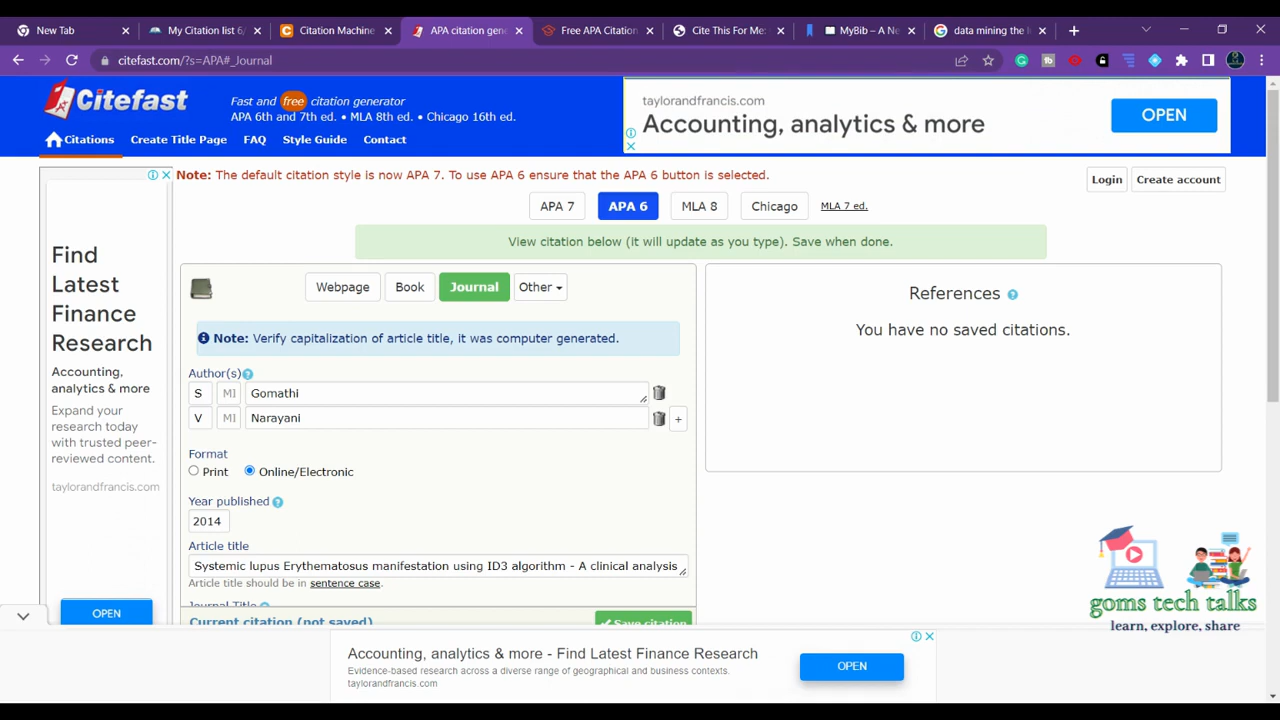 New Tab
My Citation list 6/
Citation Machine
APA citation gene
Free APA Citation
Cite This For Me:
MyBib – A Ne
data mining the le
citefast.com/?s=APA#_Journal
Citefast
Fast and free citation generator
APA 6th and 7th ed. • MLA 8th ed. • Chicago 16th ed.
taylorandfrancis.com
Accounting, analytics & more
OPEN
Citations
Create Title Page
FAQ
Style Guide
Contact
Note: The default citation style is now APA 7. To use APA 6 ensure that the APA 6 button is selected.
Login
Create account
APA 7
APA 6
MLA 8
Chicago
MLA 7 ed.
View citation below (it will update as you type). Save when done.
Find
Latest
Finance
Research
Accounting,
analytics & more
Expand your
research today
with trusted peer-
reviewed content.
taylorandfrancis.com
OPEN
Webpage
Book
Journal
Other
References
You have no saved citations.
Note: Verify capitalization of article title, it was computer generated.
Author(s)
S
MI
Gomathi
V
MI
Narayani
+
Format
Print
Online/Electronic
Year published
2014
Article title
Systemic lupus Erythematosus manifestation using ID3 algorithm - A clinical analysis
Article title should be in sentence case.
Journal Title
Current citation (not saved)
Save citation
goms tech talks
learn, explore, share
Accounting, analytics & more - Find Latest Finance Research
Evidence-based research across a diverse range of geographical and business contexts.
taylorandfrancis.com
OPEN